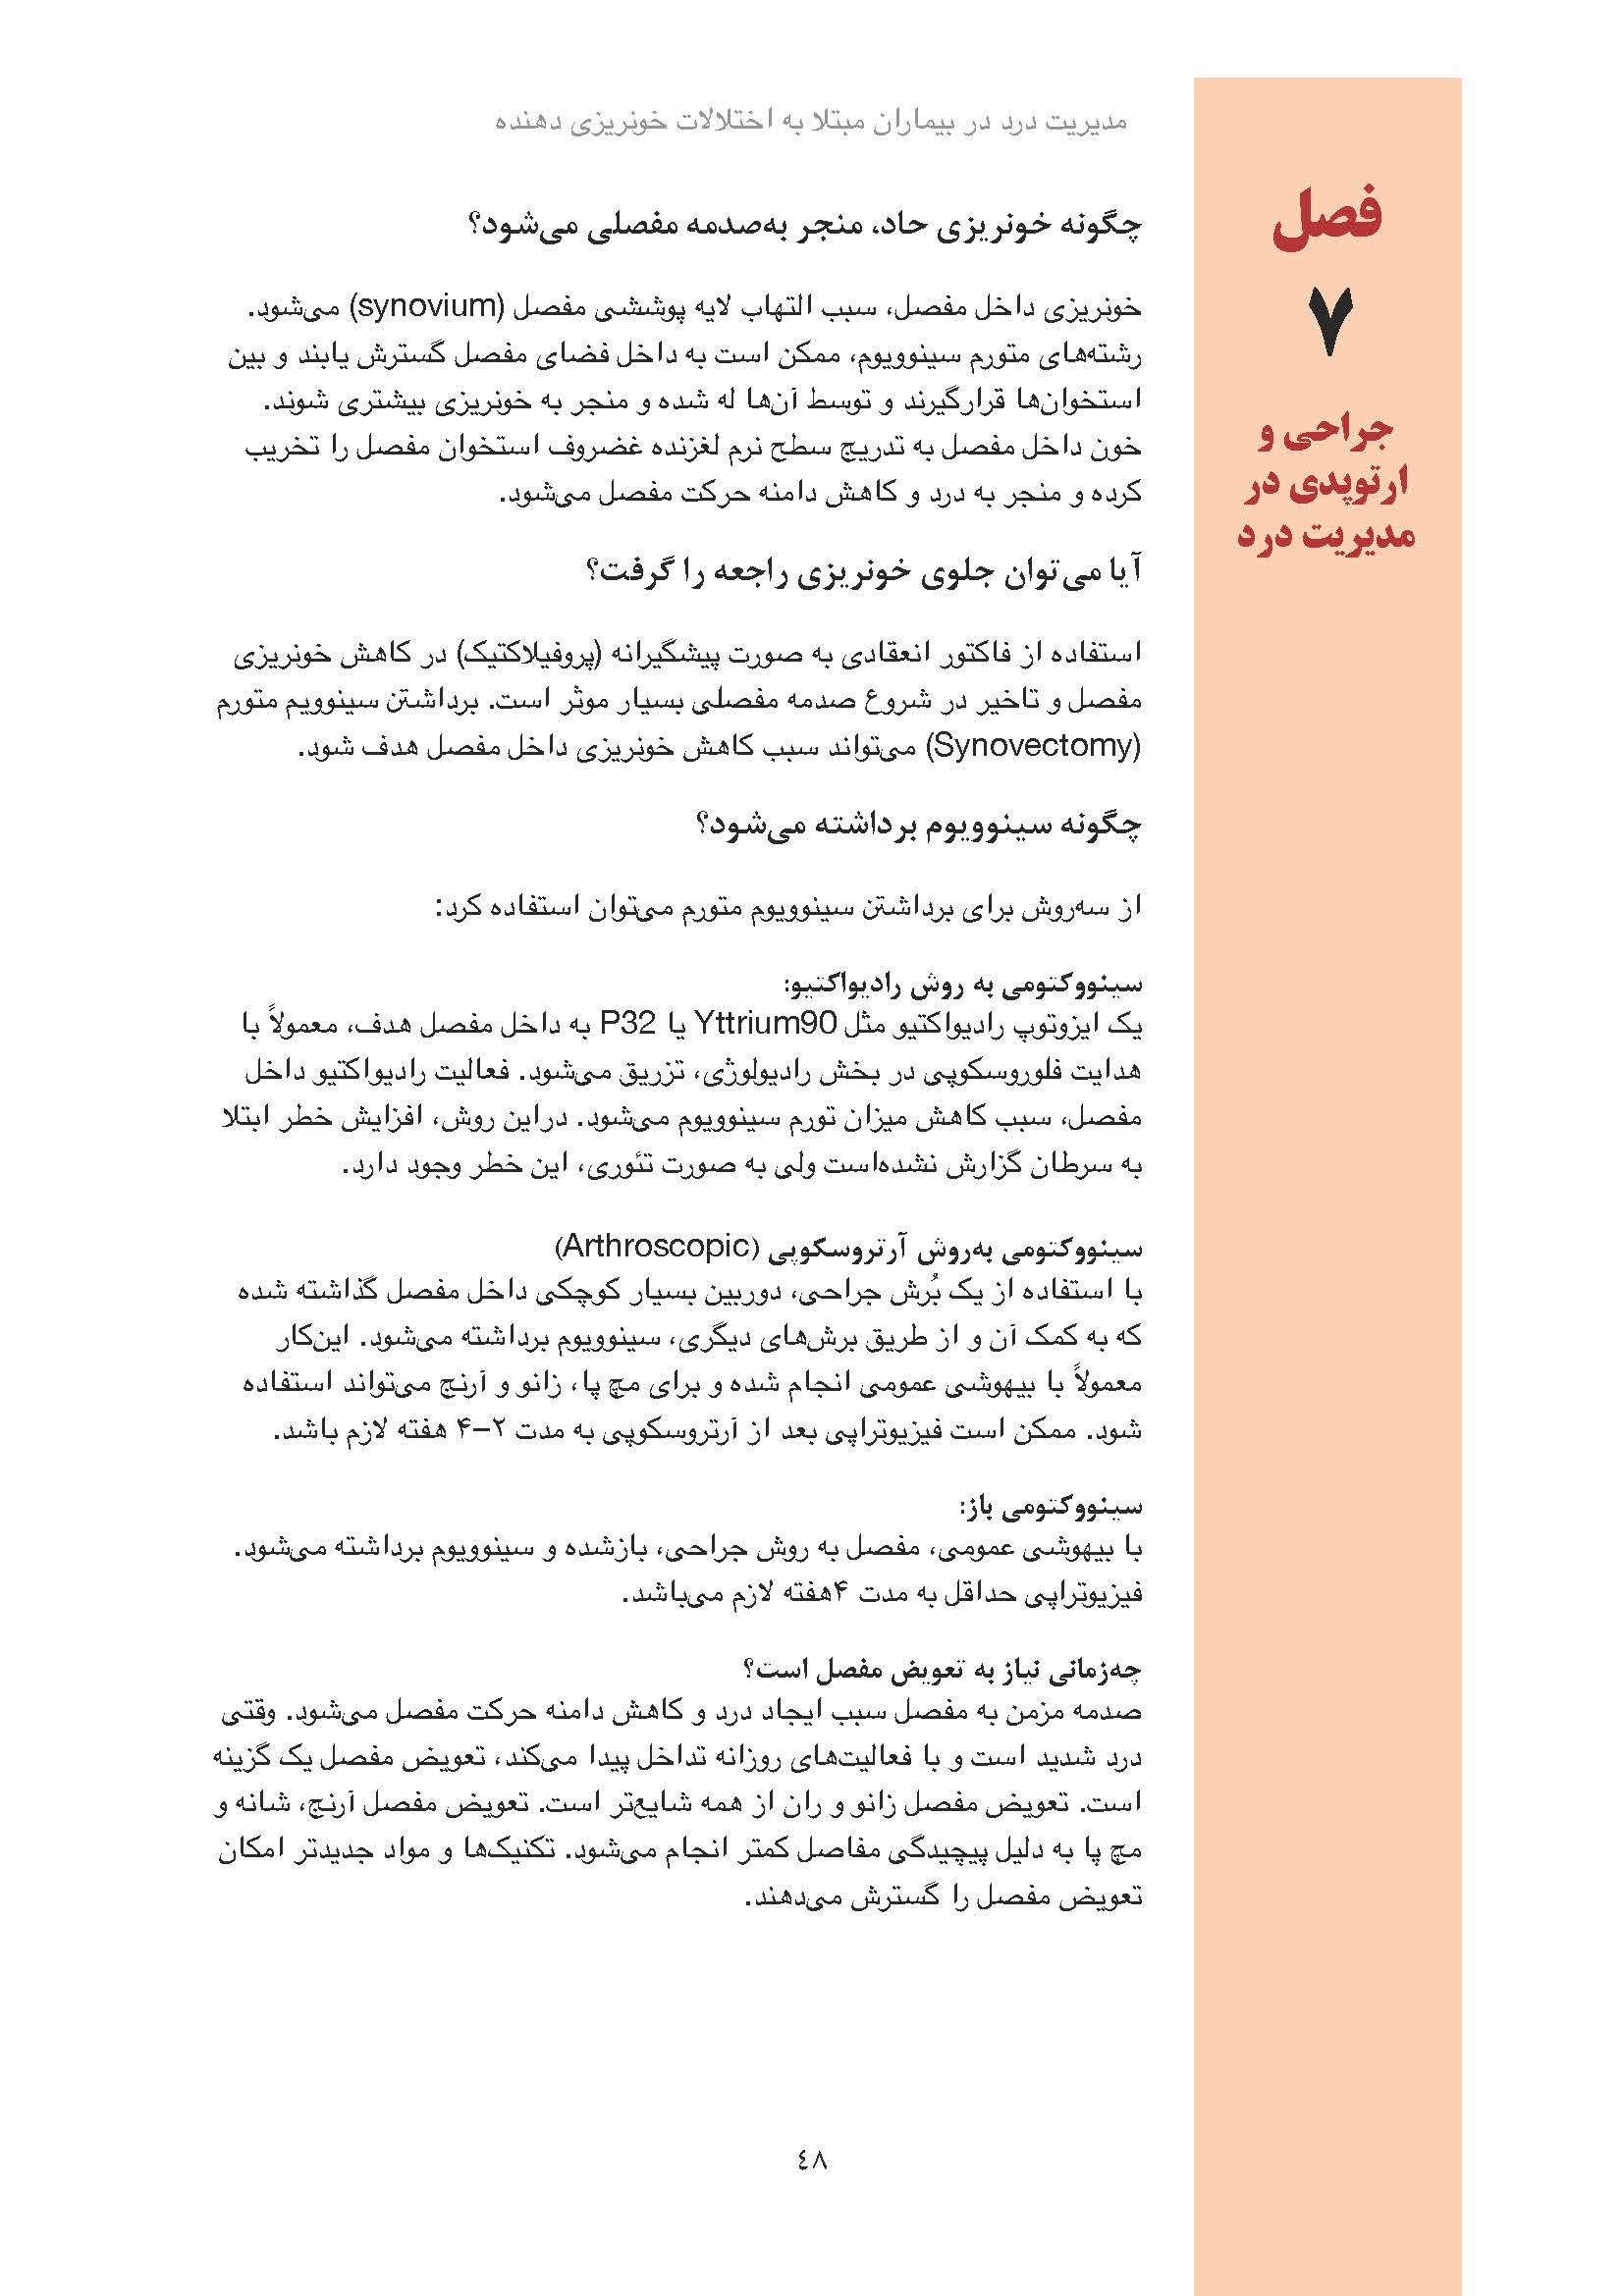 مدیریت درد در بیماران مبتلا به اختلالات خونریزی دهنده
فصل
۷
جراحی و
ارتوپدی در
مدیریت درد
چگونه خونریزی حاد، منجر به‌صدمه مفصلی می‌شود؟
خونریزی داخل مفصل، سبب التهاب لایه پوششی مفصل (synovium) می‌شود.
رشته‌های متورم سینوویوم، ممکن است به داخل فضای مفصل گسترش یابند و بین
استخوان‌ها قرارگیرند و توسط آن‌ها له شده و منجر به خونریزی بیشتری شوند.
خون داخل مفصل به تدریج سطح نرم لغزنده غضروف استخوان مفصل را تخریب
کرده و منجر به درد و کاهش دامنه حرکت مفصل می‌شود.
آیا می‌توان جلوی خونریزی راجعه را گرفت؟
استفاده از فاکتور انعقادی به صورت پیشگیرانه (پروفیلاکتیک) در کاهش خونریزی
مفصل و تاخیر در شروع صدمه مفصلی بسیار موثر است. برداشتن سینوویم متورم
(Synovectomy) می‌تواند سبب کاهش خونریزی داخل مفصل هدف شود.
چگونه سینوویوم برداشته می‌شود؟
از سه‌روش برای برداشتن سینوویوم متورم می‌توان استفاده کرد:
سینووکتومی به روش رادیواکتیو:
یک ایزوتوپ رادیواکتیو مثل Yttrium90 یا P32 به داخل مفصل هدف، معمولاً با
هدایت فلوروسکوپی در بخش رادیولوژی، تزریق می‌شود. فعالیت رادیواکتیو داخل
مفصل، سبب کاهش میزان تورم سینوویوم می‌شود. دراین روش، افزایش خطر ابتلا
به سرطان گزارش نشده‌است ولی به صورت تئوری، این خطر وجود دارد.
سینووکتومی به‌روش آرتروسکوپی (Arthroscopic)
با استفاده از یک بُرش جراحی، دوربین بسیار کوچکی داخل مفصل گذاشته شده
که به کمک آن و از طریق برش‌های دیگری، سینوویوم برداشته می‌شود. این‌کار
معمولاً با بیهوشی عمومی انجام شده و برای مچ پا، زانو و آرنج می‌تواند استفاده
شود. ممکن است فیزیوتراپی بعد از آرتروسکوپی به مدت ۲–۴ هفته لازم باشد.
سینووکتومی باز:
با بیهوشی عمومی، مفصل به روش جراحی، بازشده و سینوویوم برداشته می‌شود.
فیزیوتراپی حداقل به مدت ۴هفته لازم می‌باشد.
چه‌زمانی نیاز به تعویض مفصل است؟
صدمه مزمن به مفصل سبب ایجاد درد و کاهش دامنه حرکت مفصل می‌شود. وقتی
درد شدید است و با فعالیت‌های روزانه تداخل پیدا می‌کند، تعویض مفصل یک گزینه
است. تعویض مفصل زانو و ران از همه شایع‌تر است. تعویض مفصل آرنج، شانه و
مچ پا به دلیل پیچیدگی مفاصل کمتر انجام می‌شود. تکنیک‌ها و مواد جدیدتر امکان
تعویض مفصل را گسترش می‌دهند.
٤٨